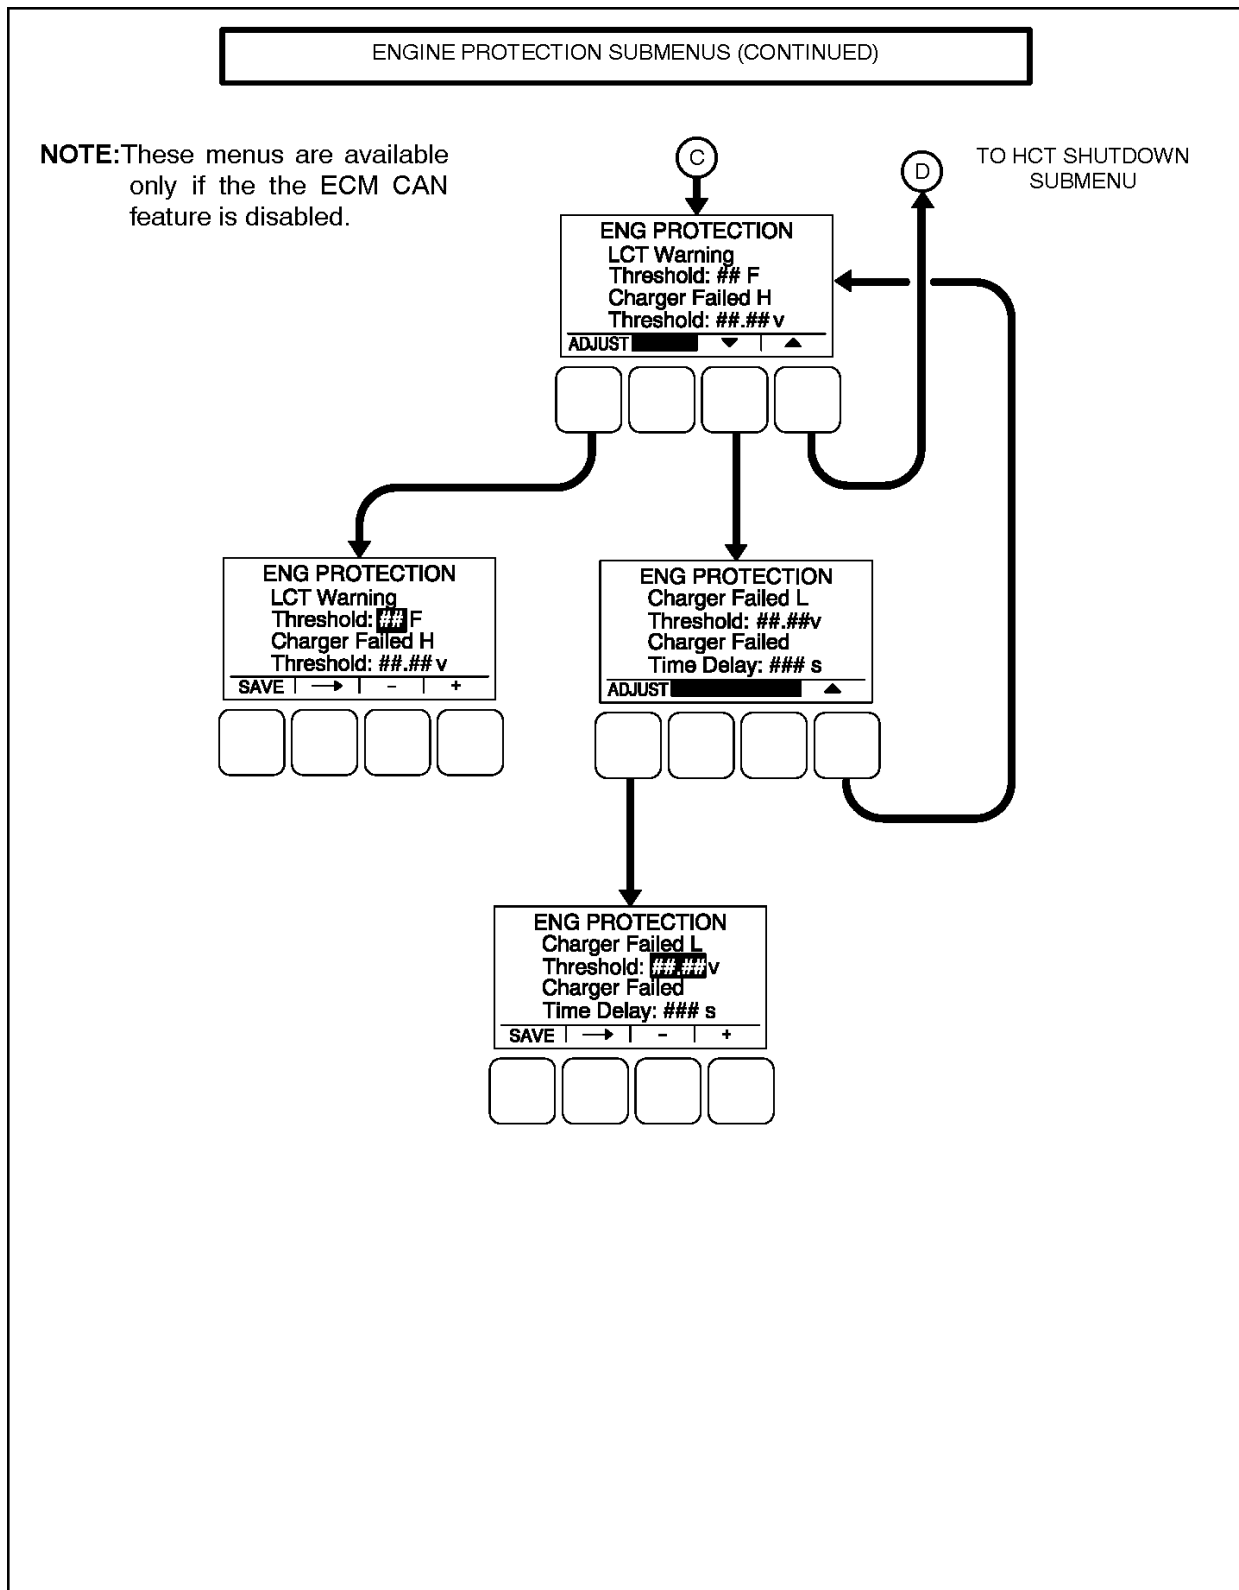 ENGINE PROTECTION SUBMENUS (CONTINUED)
NOTE:These menus are available
only if the the ECM CAN
feature is disabled.
C
D
TO HCT SHUTDOWN
SUBMENU
ENG PROTECTION
LCT Warning
Threshold: ## F
Charger Failed H
Threshold: ##.## v
ADJUST
ENG PROTECTION
LCT Warning
Threshold: ## F
Charger Failed H
Threshold: ##.## v
SAVE | → | - | +
ENG PROTECTION
Charger Failed L
Threshold: ##.##v
Charger Failed
Time Delay: ### s
ADJUST
ENG PROTECTION
Charger Failed L
Threshold: ##.## v
Charger Failed
Time Delay: ### s
SAVE | → | - | +